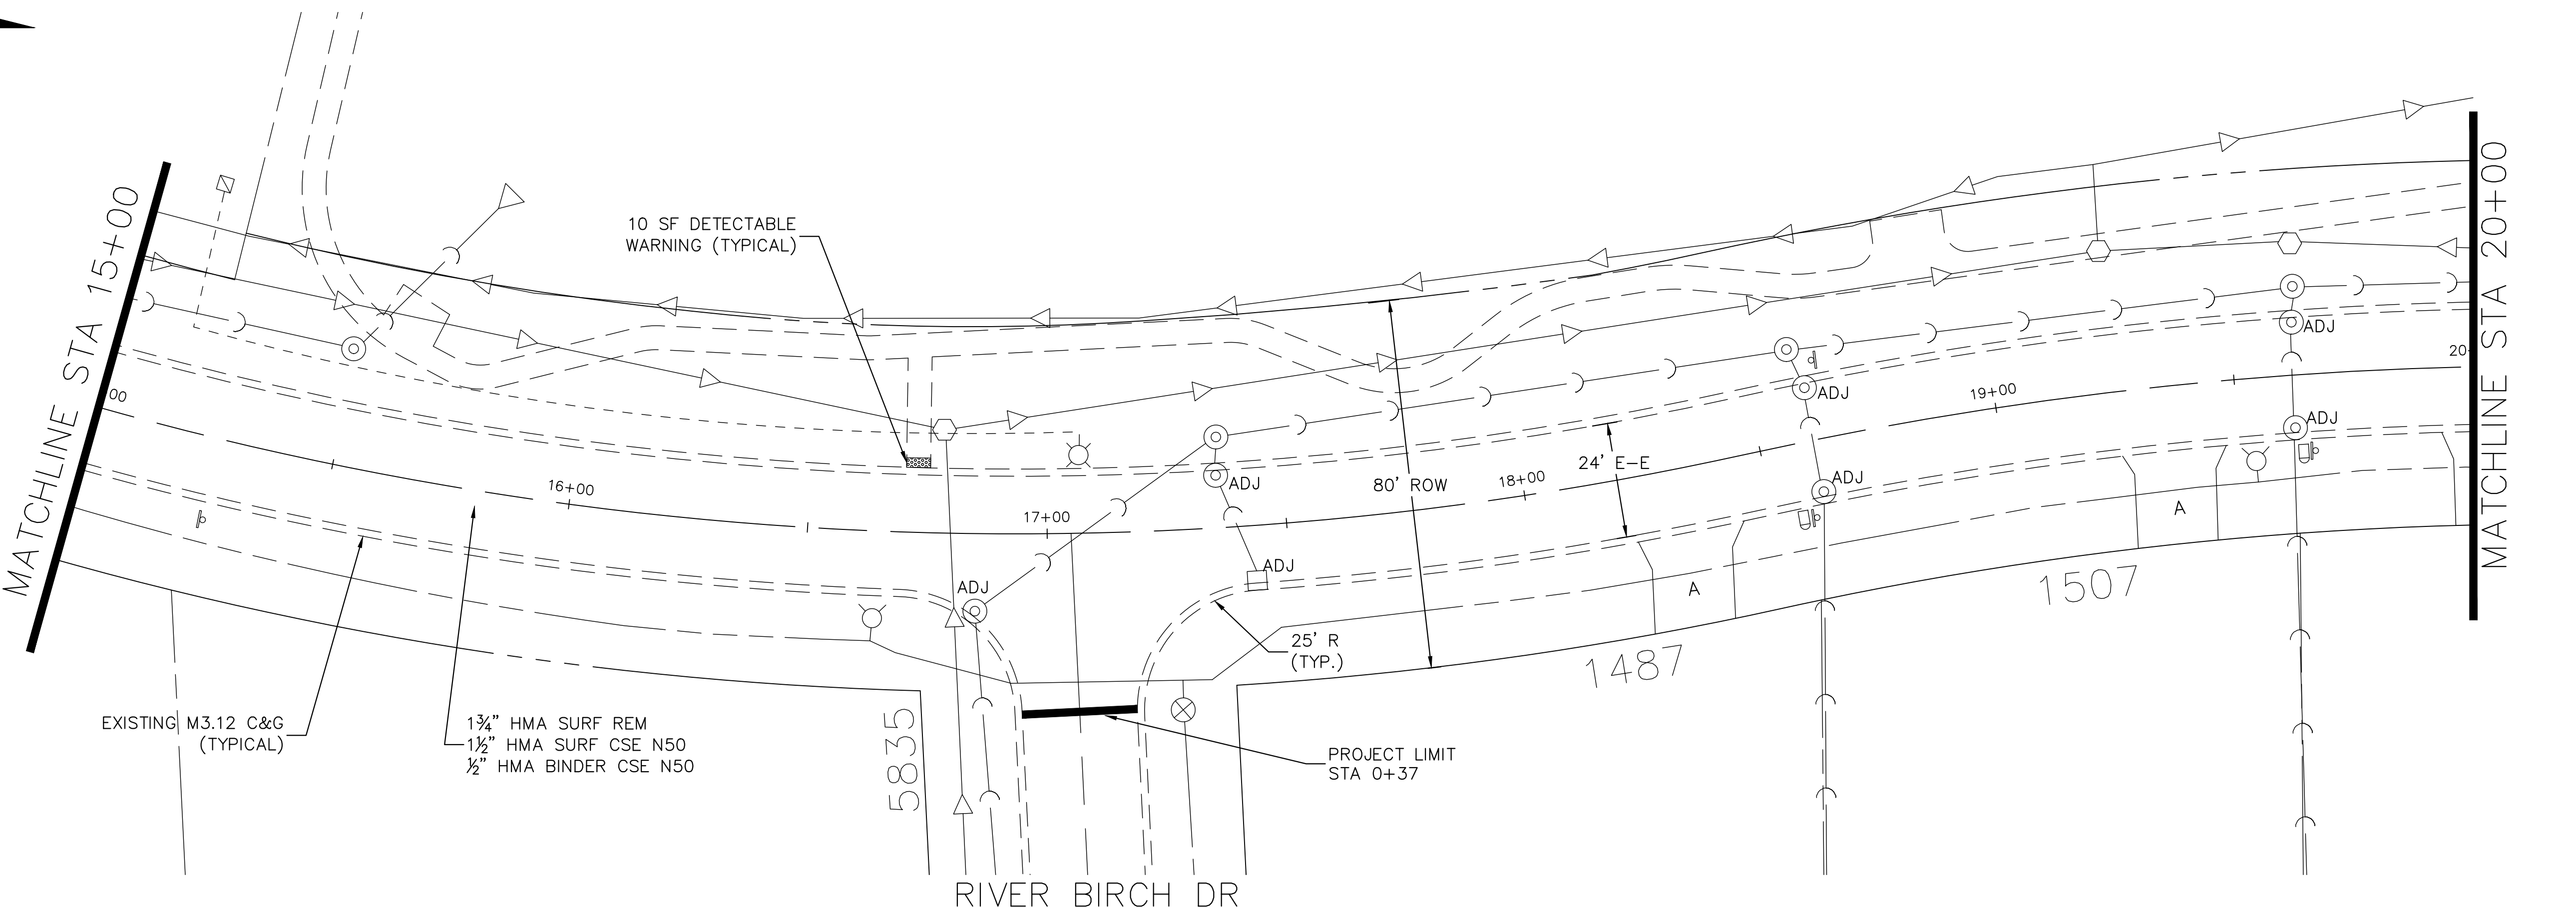 MATCHLINE STA 15+00
00
10 SF DETECTABLE
WARNING (TYPICAL)
16+00
17+00
18+00
19+00
20
80' ROW
24' E-E
ADJ
ADJ
ADJ
ADJ
ADJ
ADJ
ADJ
A
A
25' R
(TYP.)
1487
1507
EXISTING M3.12 C&G
(TYPICAL)
1¾" HMA SURF REM
1½" HMA SURF CSE N50
½" HMA BINDER CSE N50
5835
PROJECT LIMIT
STA 0+37
RIVER BIRCH DR
MATCHLINE STA 20+00